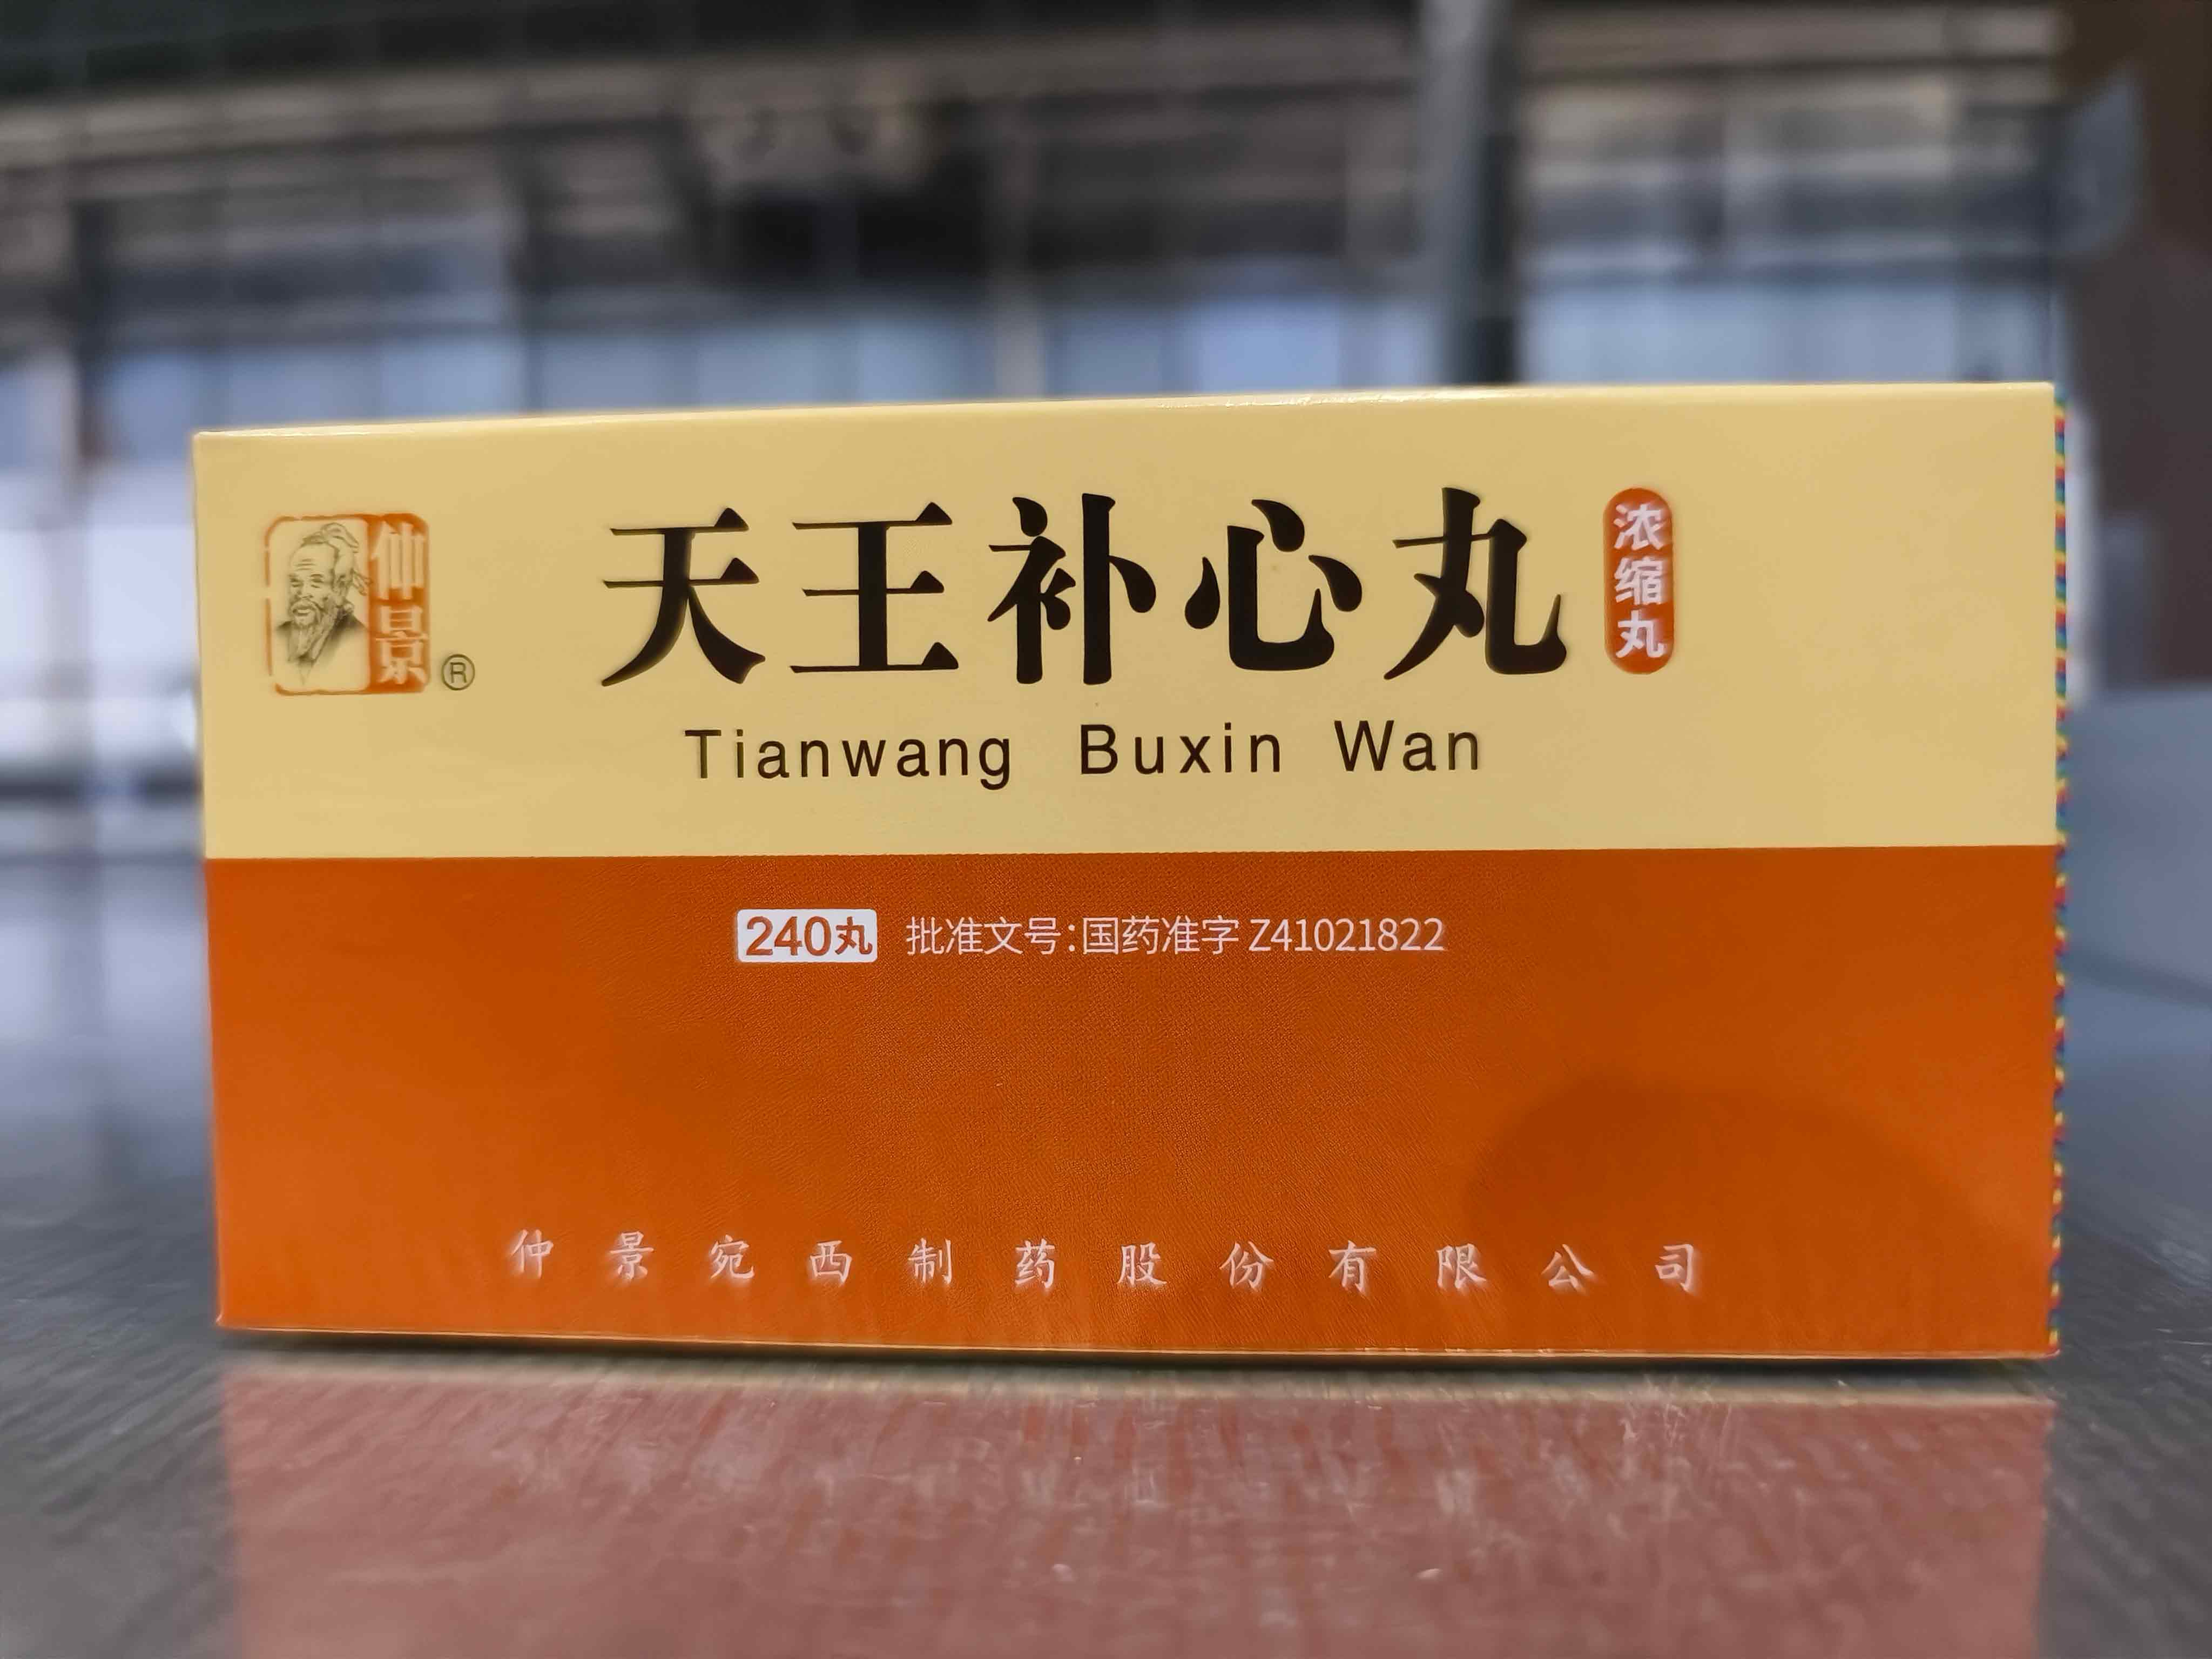 仲景
®
天王补心丸
浓缩丸
Tianwang Buxin Wan
240丸 批准文号:国药准字 Z41021822
仲景宛西制药股份有限公司